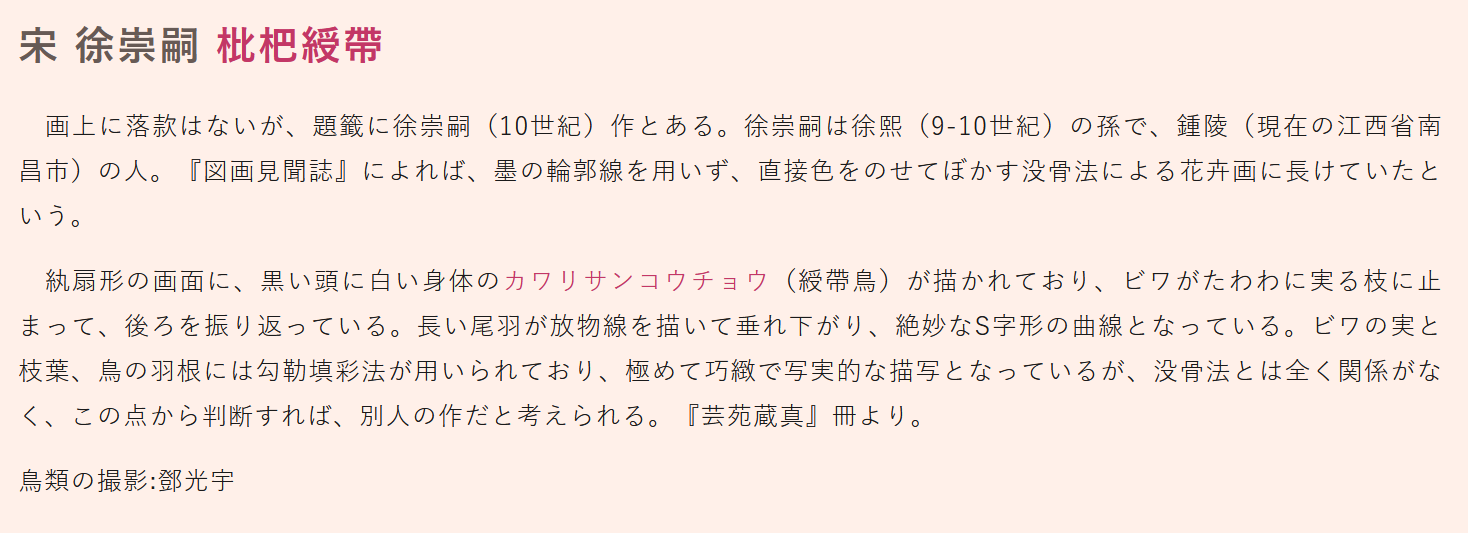 宋 徐崇嗣 枇杷綬帶
画上に落款はないが、題籤に徐崇嗣（10世紀）作とある。徐崇嗣は徐熙（9-10世紀）の孫で、鍾陵（現在の江西省南
昌市）の人。『図画見聞誌』によれば、墨の輪郭線を用いず、直接色をのせてぼかす没骨法による花卉画に長けていたと
いう。
紈扇形の画面に、黒い頭に白い身体のカワリサンコウチョウ（綬帶鳥）が描かれており、ビワがたわわに実る枝に止
まって、後ろを振り返っている。長い尾羽が放物線を描いて垂れ下がり、絶妙なS字形の曲線となっている。ビワの実と
枝葉、鳥の羽根には勾勒填彩法が用いられており、極めて巧緻で写実的な描写となっているが、没骨法とは全く関係がな
く、この点から判断すれば、別人の作だと考えられる。『芸苑蔵真』冊より。
鳥類の撮影:鄧光宇